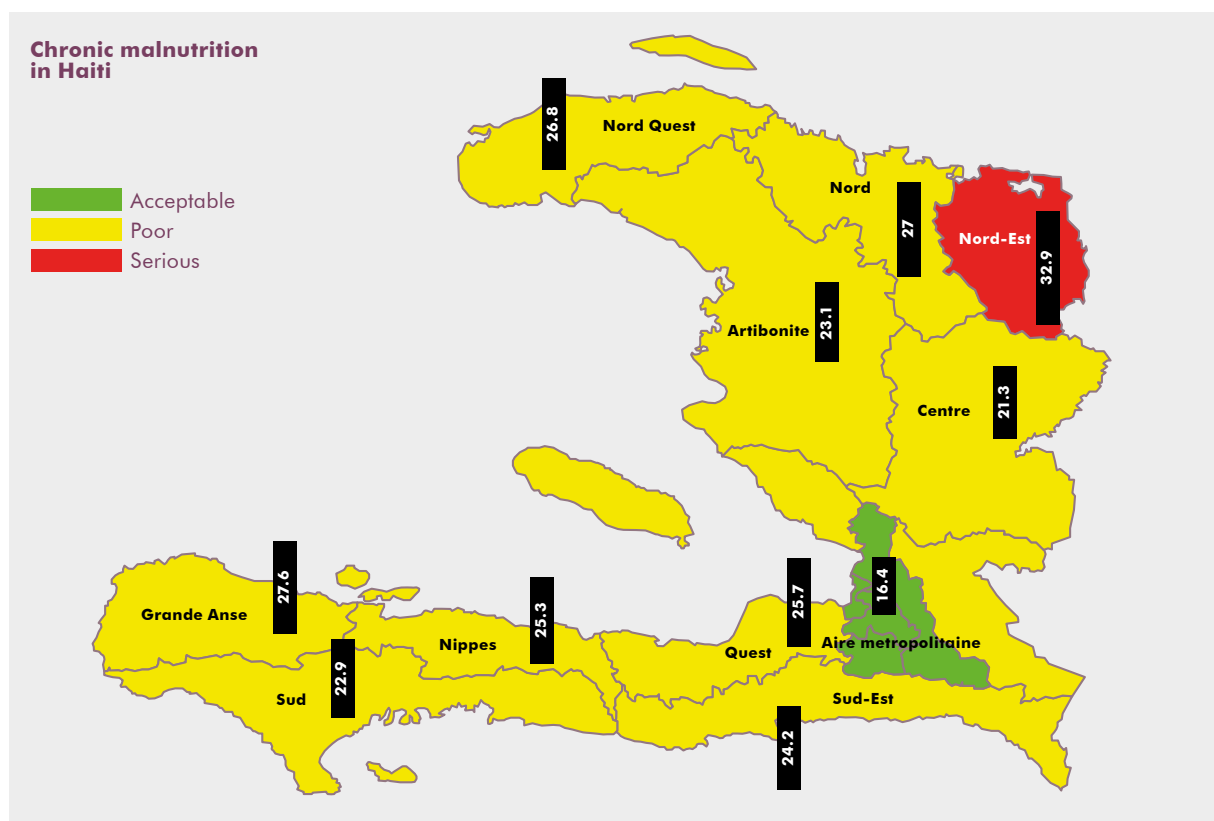 Chronic malnutrition
in Haiti
Acceptable
Poor
Serious
26.8
Nord Quest
Nord
27
Nord-Est
32.9
Artibonite
23.1
Centre
21.3
Grande Anse
27.6
Nippes
25.3
Sud
22.9
Quest
25.7
16.4
Aire metropolitaine
Sud-Est
24.2